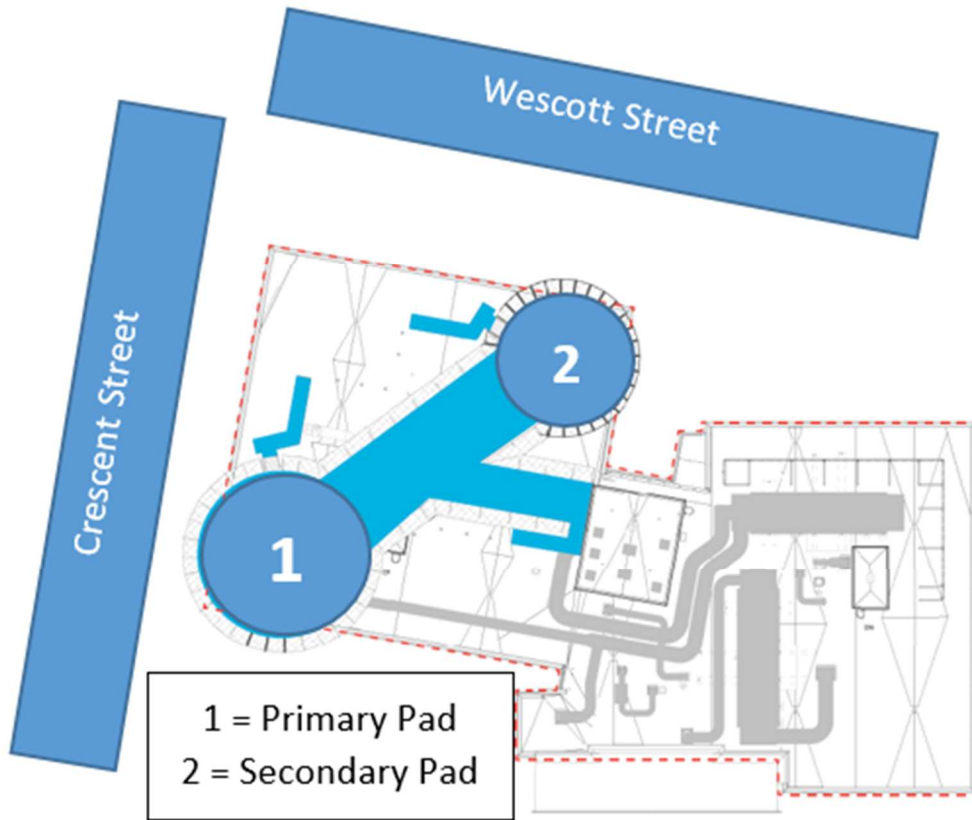 Wescott Street
Crescent Street
2
1
1 = Primary Pad
2 = Secondary Pad